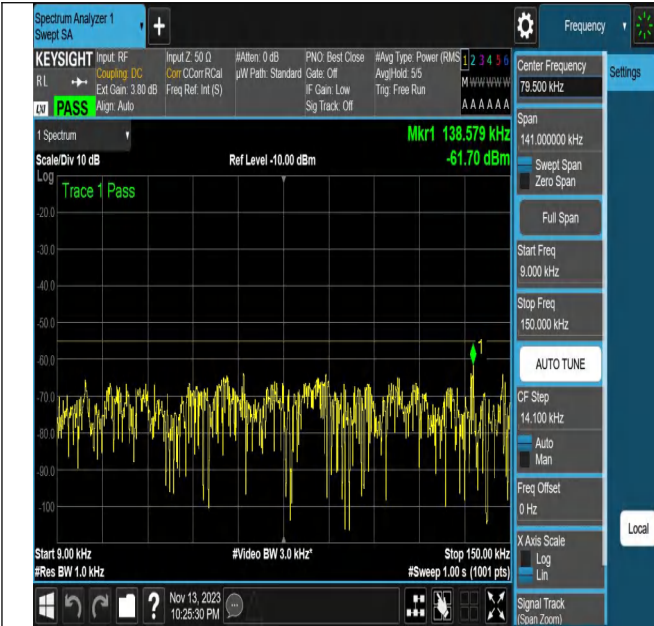 Spectrum Analyzer 1
Swept SA
+
Frequency
KEYSIGHT
RL
PASS
Input: RF
Coupling: DC
Ext Gain: 3.80 dB
Align: Auto
Input Z: 50 Ω
Corr CCorr RCal
Freq Ref: Int (S)
#Atten: 0 dB
µW Path: Standard
PNO: Best Close
Gate: Off
IF Gain: Low
Sig Track: Off
#Avg Type: Power (RMS
Avg|Hold: 5/5
Trig: Free Run
1 2 3 4 5 6
M W W W W W
A A A A A A
1 Spectrum
Scale/Div 10 dB
Ref Level -10.00 dBm
Mkr1 138.579 kHz
-61.70 dBm
Log
Trace 1 Pass
-20.0
-30.0
-40.0
-50.0
-60.0
-70.0
-80.0
-90.0
-100
1
Start 9.00 kHz
#Video BW 3.0 kHz*
Stop 150.00 kHz
#Res BW 1.0 kHz
#Sweep 1.00 s (1001 pts)
?
Nov 13, 2023
10:25:30 PM
Center Frequency
79.500 kHz
Settings
Span
141.000000 kHz
Swept Span
Zero Span
Full Span
Start Freq
9.000 kHz
Stop Freq
150.000 kHz
AUTO TUNE
CF Step
14.100 kHz
Auto
Man
Freq Offset
0 Hz
X Axis Scale
Log
Lin
Local
Signal Track
(Span Zoom)